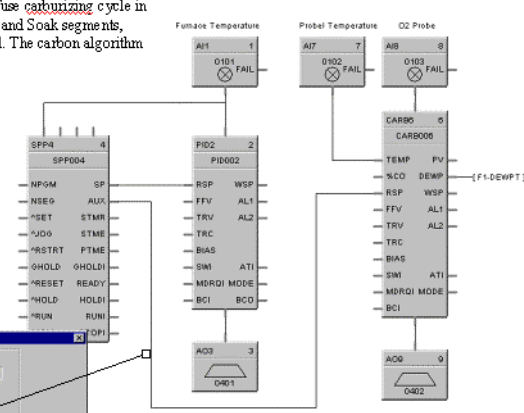 fuse carburizing cycle in
and Soak segments,
The carbon algorithm
Furnace Temperature
AI1 1
0101
FAIL
Probe1 Temperature
AI7 7
0102
FAIL
O2 Probe
AI8 8
0103
FAIL
SPP4 4
SPP004
NPGM SP
NSEG AUX
^SET STMR
^JOG STME
^RSTRT PTME
GHOLD GHOLDI
^RESET READY
^HOLD HOLDI
^RUN RUNI
TOPI
PID2 2
PID002
RSP WSP
FFV AL1
TRV AL2
TRC
BIAS
SWI ATI
MDRQI MODE
BCI BCO
AO3 3
0401
CARB6 6
CARB006
TEMP PV
%CO DEWP
[F1-DEWPT]
RSP WSP
FFV AL1
TRV AL2
TRC
BIAS
SWI ATI
MDRQI MODE
BCI
AO9 9
0402